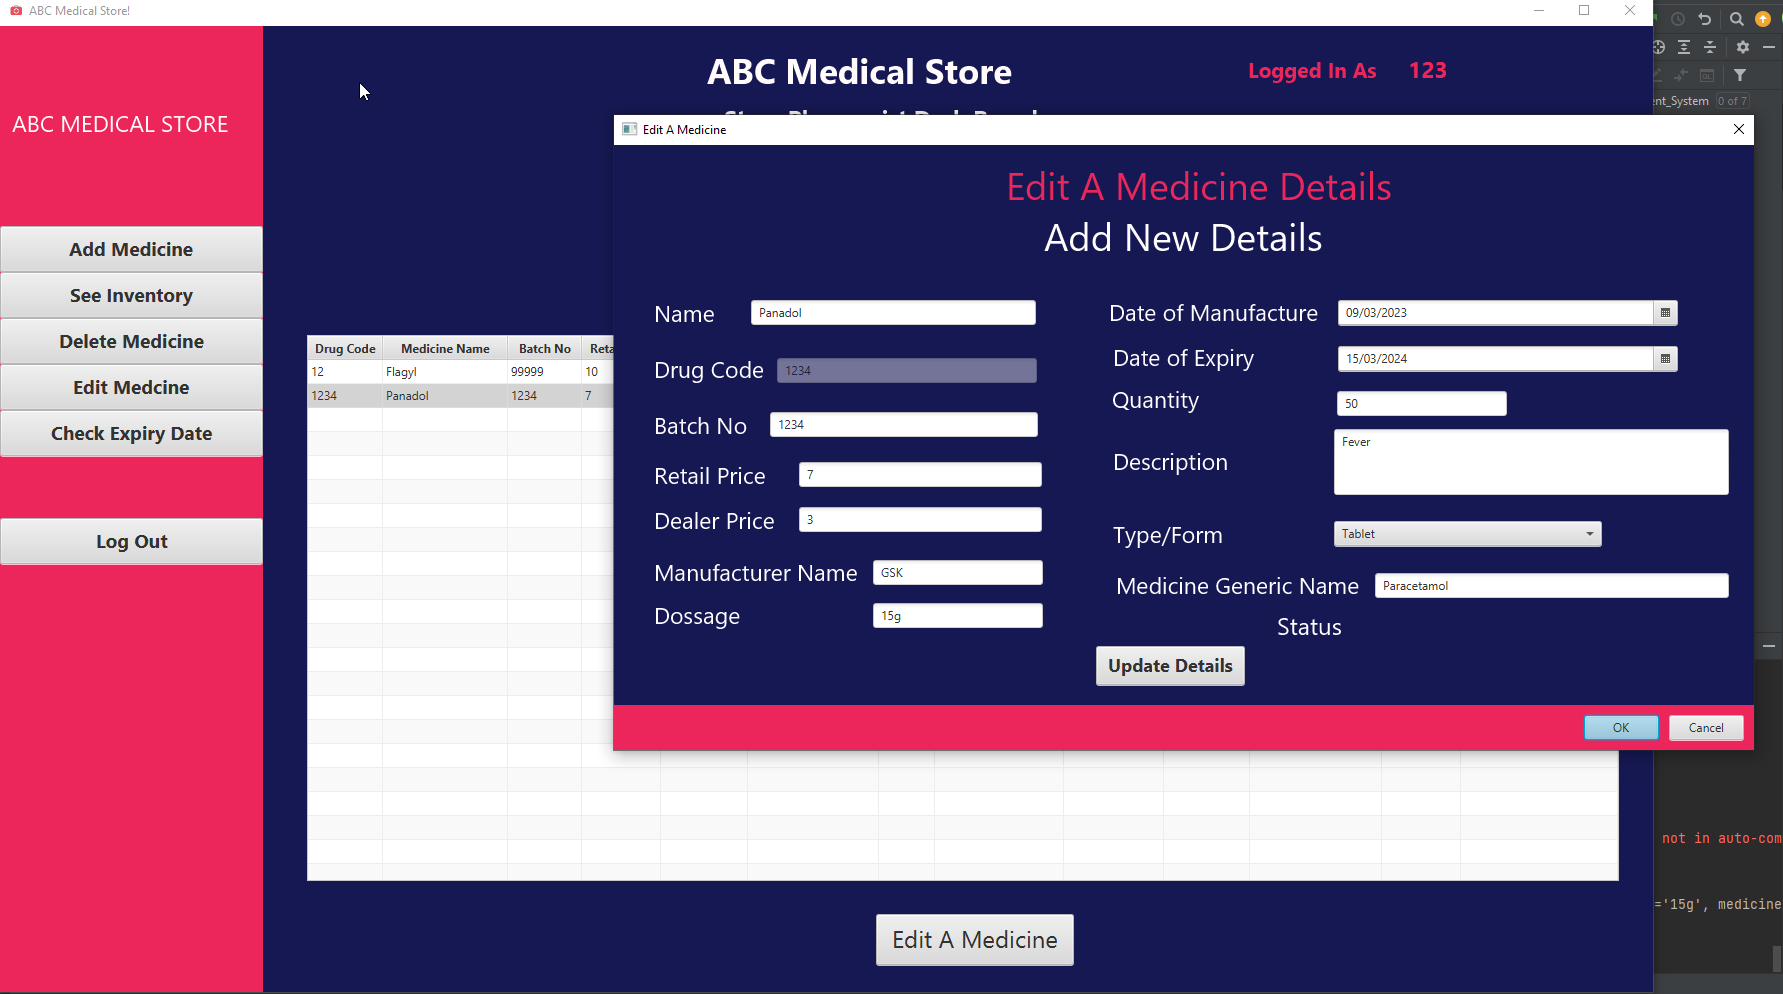 ABC Medical Store!
ABC MEDICAL STORE
Add Medicine
See Inventory
Delete Medicine
Edit Medcine
Check Expiry Date
Log Out
ABC Medical Store
Logged In As 123
Drug Code Medicine Name Batch No Reta
12 Flagyl 99999 10
1234 Panadol 1234 7
Edit A Medicine
Edit A Medicine
Edit A Medicine Details
Add New Details
Name Panadol
Drug Code 1234
Batch No 1234
Retail Price 7
Dealer Price 3
Manufacturer Name GSK
Dossage 15g
Date of Manufacture 09/03/2023
Date of Expiry 15/03/2024
Quantity 50
Description Fever
Type/Form Tablet
Medicine Generic Name Paracetamol
Status
Update Details
OK Cancel
ent_System 0 of 7
not in auto-com
='15g', medicine